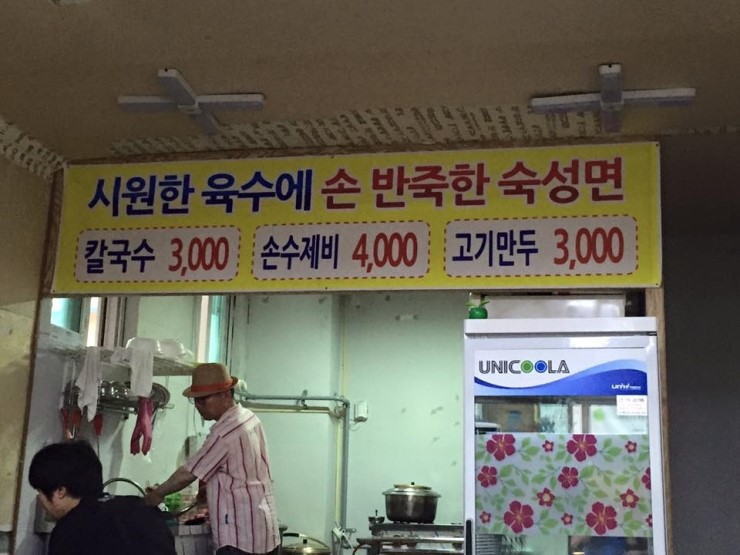 시원한 육수에 손 반죽한 숙성면
칼국수 3,000 손수제비 4,000 고기만두 3,000
UNICOOLA